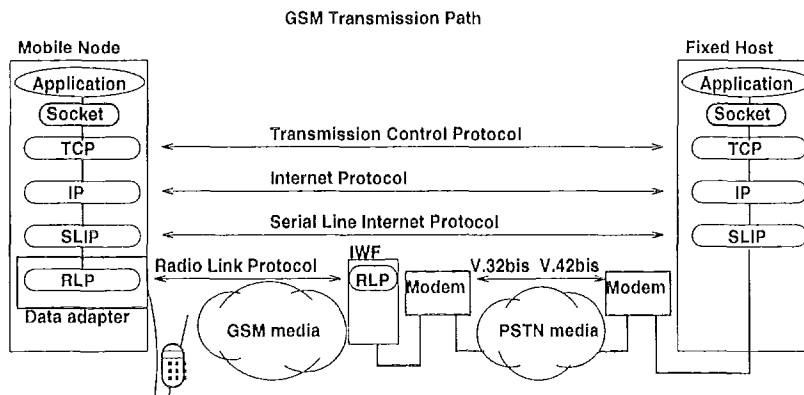 GSM Transmission Path
Mobile Node
Fixed Host
Application
Application
Socket
Socket
TCP
Transmission Control Protocol
TCP
IP
Internet Protocol
IP
SLIP
Serial Line Internet Protocol
SLIP
RLP
Radio Link Protocol
IWF
RLP
Modem
V.32bis V.42bis
Modem
Data adapter
GSM media
PSTN media